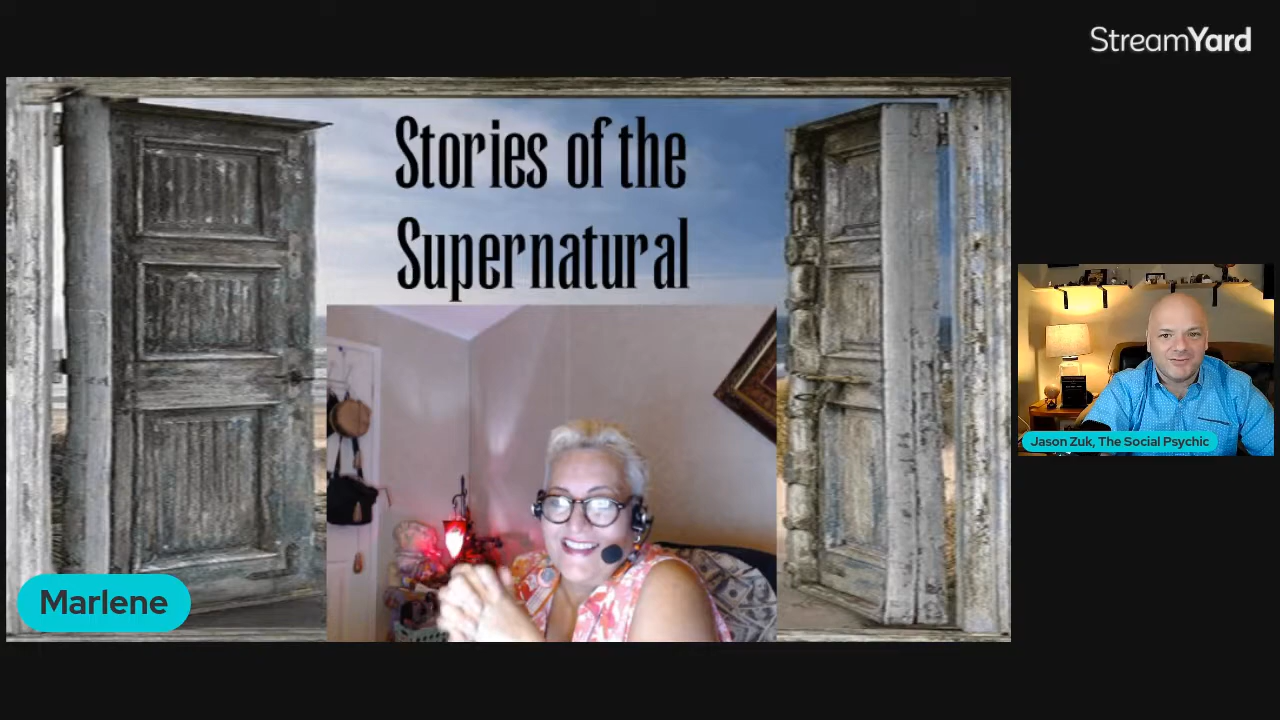 StreamYard
Stories of the
Supernatural
Marlene
Jason Zuk, The Social Psychic